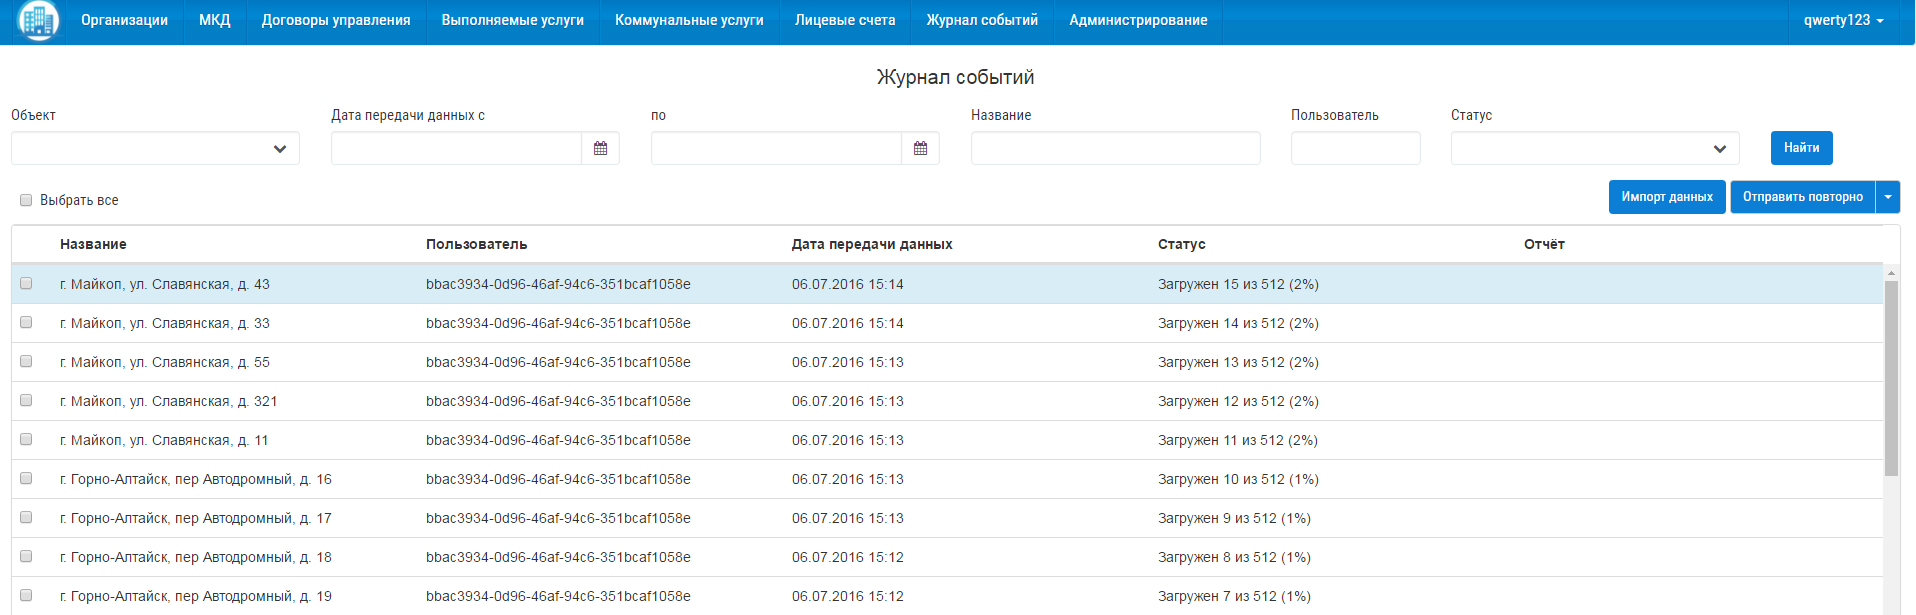 Организации МКД Договоры управления Выполняемые услуги Коммунальные услуги Лицевые счета Журнал событий Администрирование qwerty123
Журнал событий
Объект Дата передачи данных с по Название Пользователь Статус
Найти
Выбрать все Импорт данных Отправить повторно
Название Пользователь Дата передачи данных Статус Отчёт
г. Майкоп, ул. Славянская, д. 43 bbac3934-0d96-46af-94c6-351bcaf1058e 06.07.2016 15:14 Загружен 15 из 512 (2%)
г. Майкоп, ул. Славянская, д. 33 bbac3934-0d96-46af-94c6-351bcaf1058e 06.07.2016 15:14 Загружен 14 из 512 (2%)
г. Майкоп, ул. Славянская, д. 55 bbac3934-0d96-46af-94c6-351bcaf1058e 06.07.2016 15:13 Загружен 13 из 512 (2%)
г. Майкоп, ул. Славянская, д. 321 bbac3934-0d96-46af-94c6-351bcaf1058e 06.07.2016 15:13 Загружен 12 из 512 (2%)
г. Майкоп, ул. Славянская, д. 11 bbac3934-0d96-46af-94c6-351bcaf1058e 06.07.2016 15:13 Загружен 11 из 512 (2%)
г. Горно-Алтайск, пер Автодромный, д. 16 bbac3934-0d96-46af-94c6-351bcaf1058e 06.07.2016 15:13 Загружен 10 из 512 (1%)
г. Горно-Алтайск, пер Автодромный, д. 17 bbac3934-0d96-46af-94c6-351bcaf1058e 06.07.2016 15:13 Загружен 9 из 512 (1%)
г. Горно-Алтайск, пер Автодромный, д. 18 bbac3934-0d96-46af-94c6-351bcaf1058e 06.07.2016 15:12 Загружен 8 из 512 (1%)
г. Горно-Алтайск, пер Автодромный, д. 19 bbac3934-0d96-46af-94c6-351bcaf1058e 06.07.2016 15:12 Загружен 7 из 512 (1%)